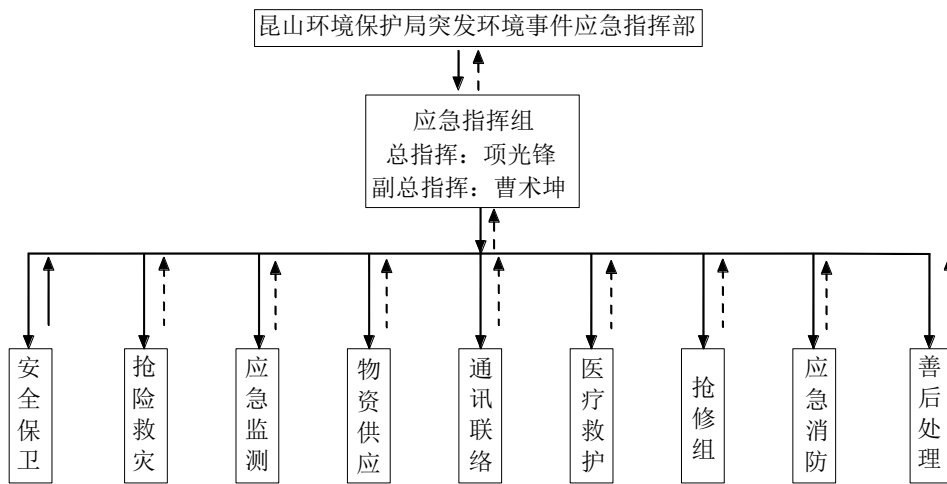 昆山环境保护局突发环境事件应急指挥部
应急指挥组
总指挥：项光锋
副总指挥：曹术坤
安全保卫
抢险救灾
应急监测
物资供应
通讯联络
医疗救护
抢修组
应急消防
善后处理